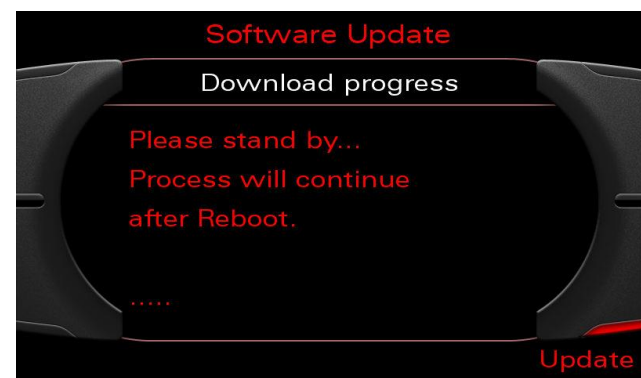 Software Update
Download progress
Please stand by...
Process will continue
after Reboot.
.....
Update